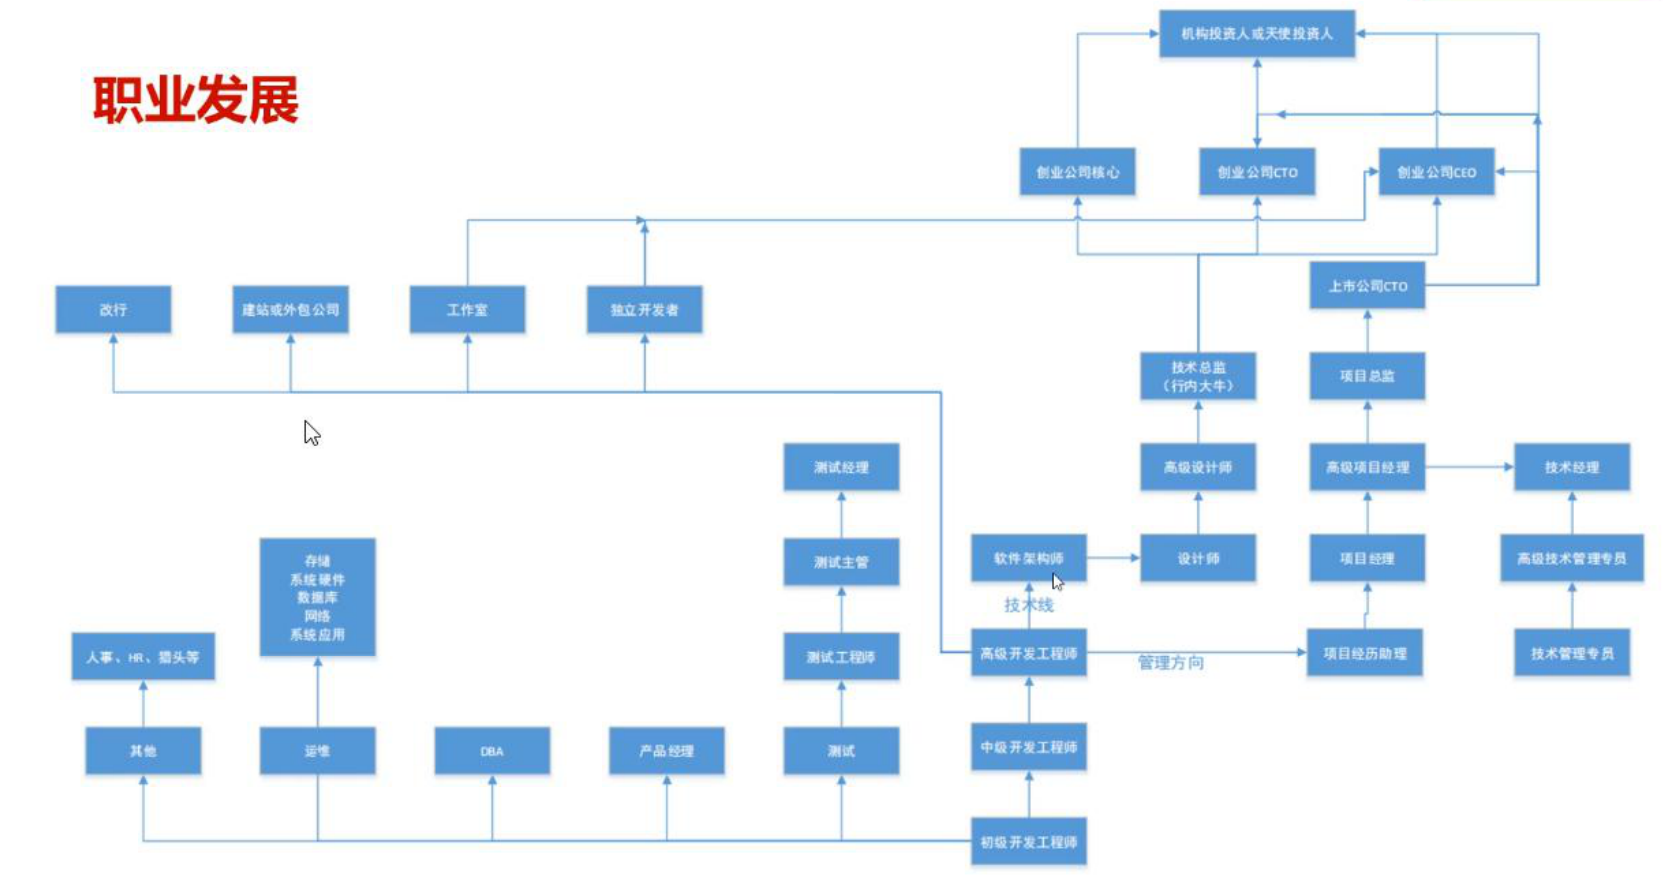 机构投资人或天使投资人
职业发展
创业公司核心
创业公司CTO
创业公司CEO
上市公司CTO
改行
建站或外包公司
工作室
独立开发者
技术总监
（行内大牛）
项目总监
测试经理
高级设计师
高级项目经理
技术经理
存储
系统硬件
数据库
网络
系统应用
测试主管
软件架构师
设计师
项目经理
高级技术管理专员
技术线
人事、HR、猎头等
测试工程师
高级开发工程师
管理方向
项目经历助理
技术管理专员
其他
运维
DBA
产品经理
测试
中级开发工程师
初级开发工程师